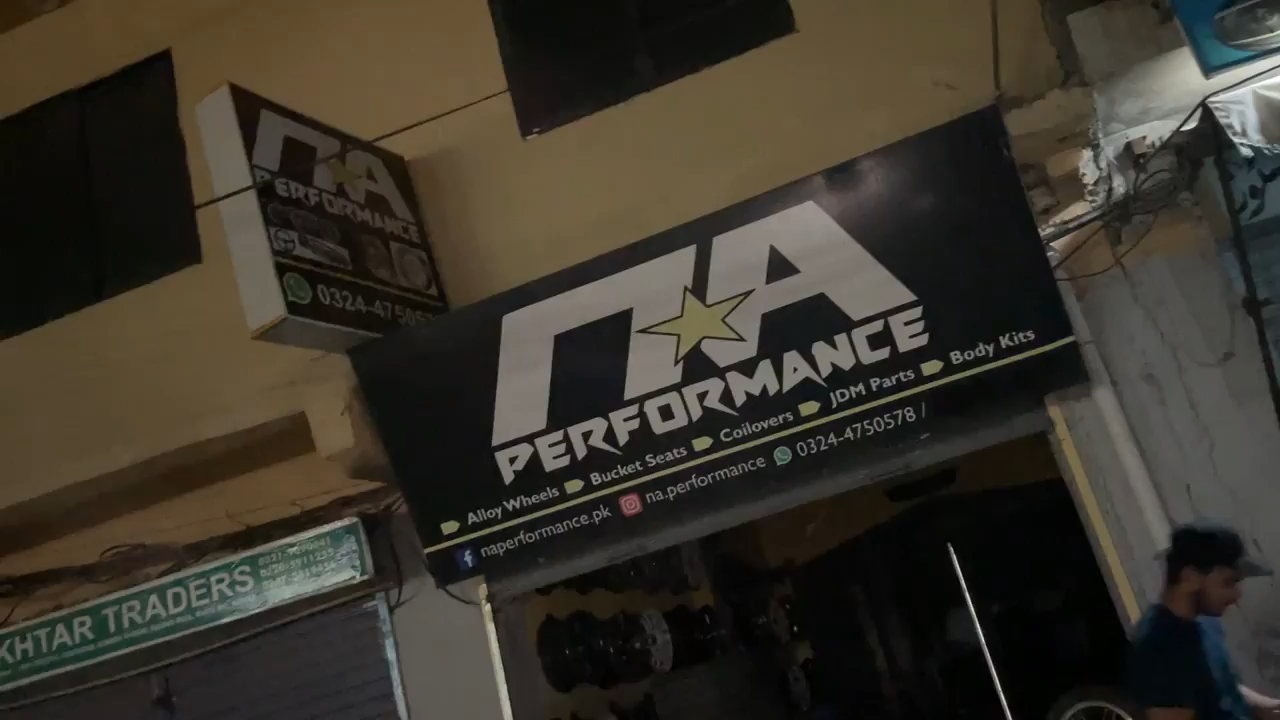 NA
PERFORMANCE
0324-47505
NA
PERFORMANCE
Alloy Wheels Bucket Seats Coilovers JDM Parts Body Kits
naperformance.pk na.performance 0324-4750578 /
KHTAR TRADERS